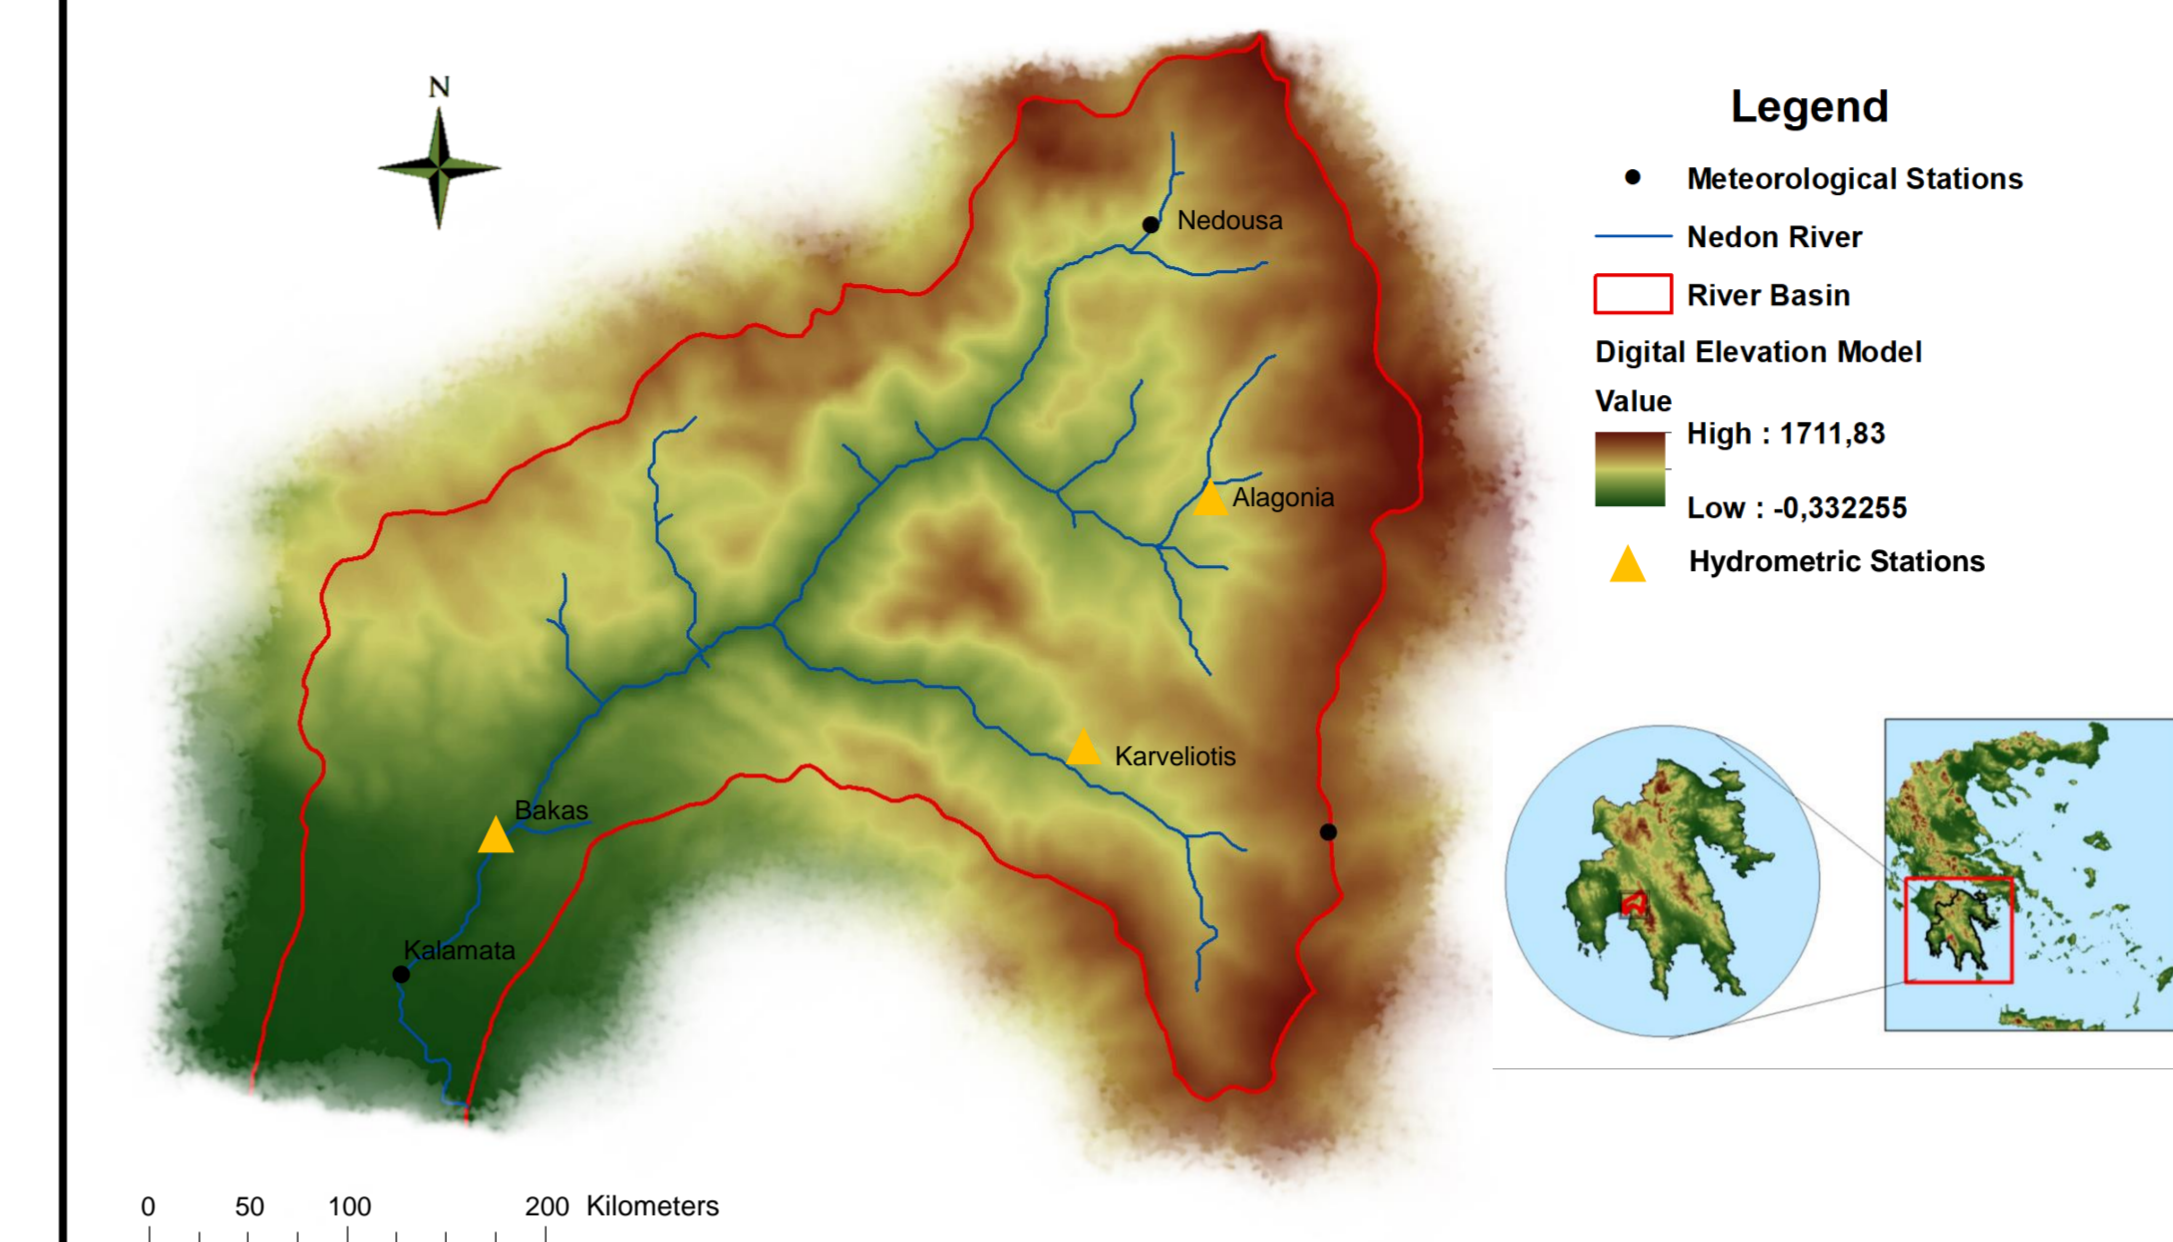 N
Nedousa
Alagonia
Karveliotis
Bakas
Kalamata
0 50 100 200 Kilometers
Legend
Meteorological Stations
Nedon River
River Basin
Digital Elevation Model
Value
High : 1711,83
Low : -0,332255
Hydrometric Stations